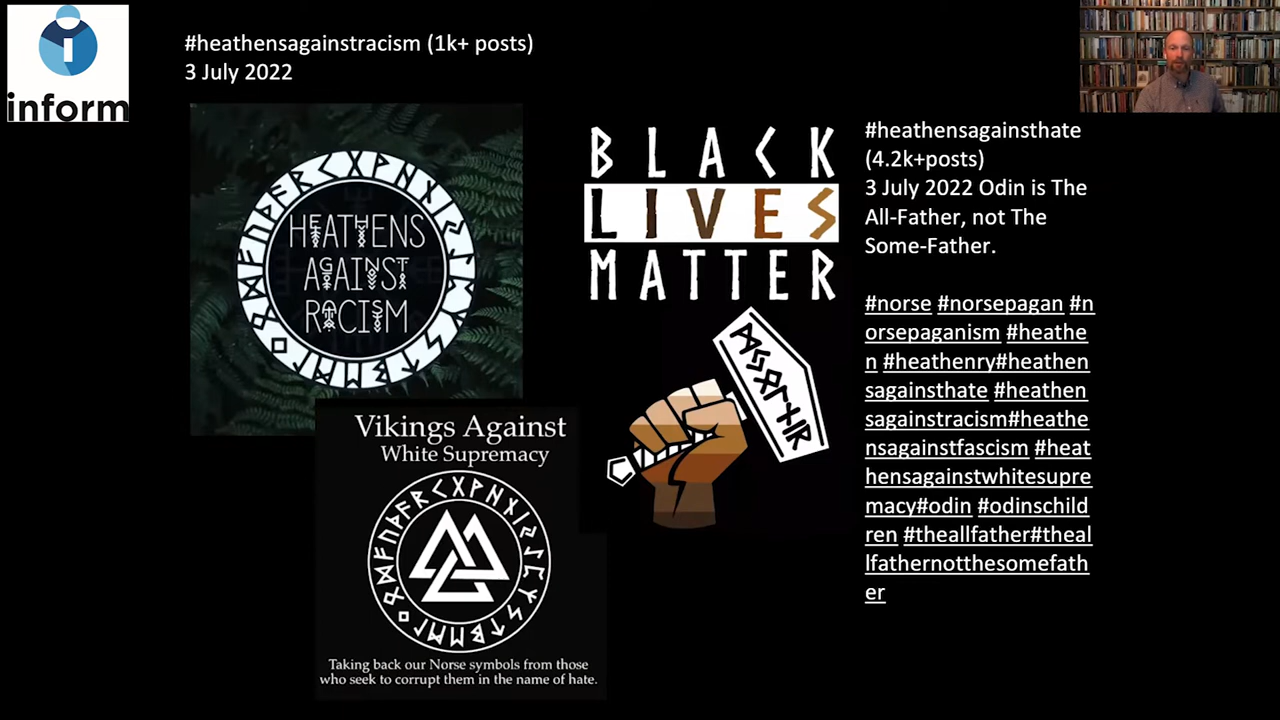 inform
#heathensagainstracism (1k+ posts)
3 July 2022
HEATHENS
AGAINST
RACISM
Vikings Against
White Supremacy
Taking back our Norse symbols from those
who seek to corrupt them in the name of hate.
BLACK
LIVES
MATTER
ᛗᛃᛟᛚᚾᛁᚱ
#heathensagainsthate
(4.2k+posts)
3 July 2022 Odin is The
All-Father, not The
Some-Father.
#norse #norsepagan #n
orsepaganism #heathe
n #heathenry#heathen
sagainsthate #heathen
sagainstracism#heathe
nsagainstfascism #heat
hensagainstwhitesupre
macy#odin #odinschild
ren #theallfather#theal
lfathernotthesomefath
er